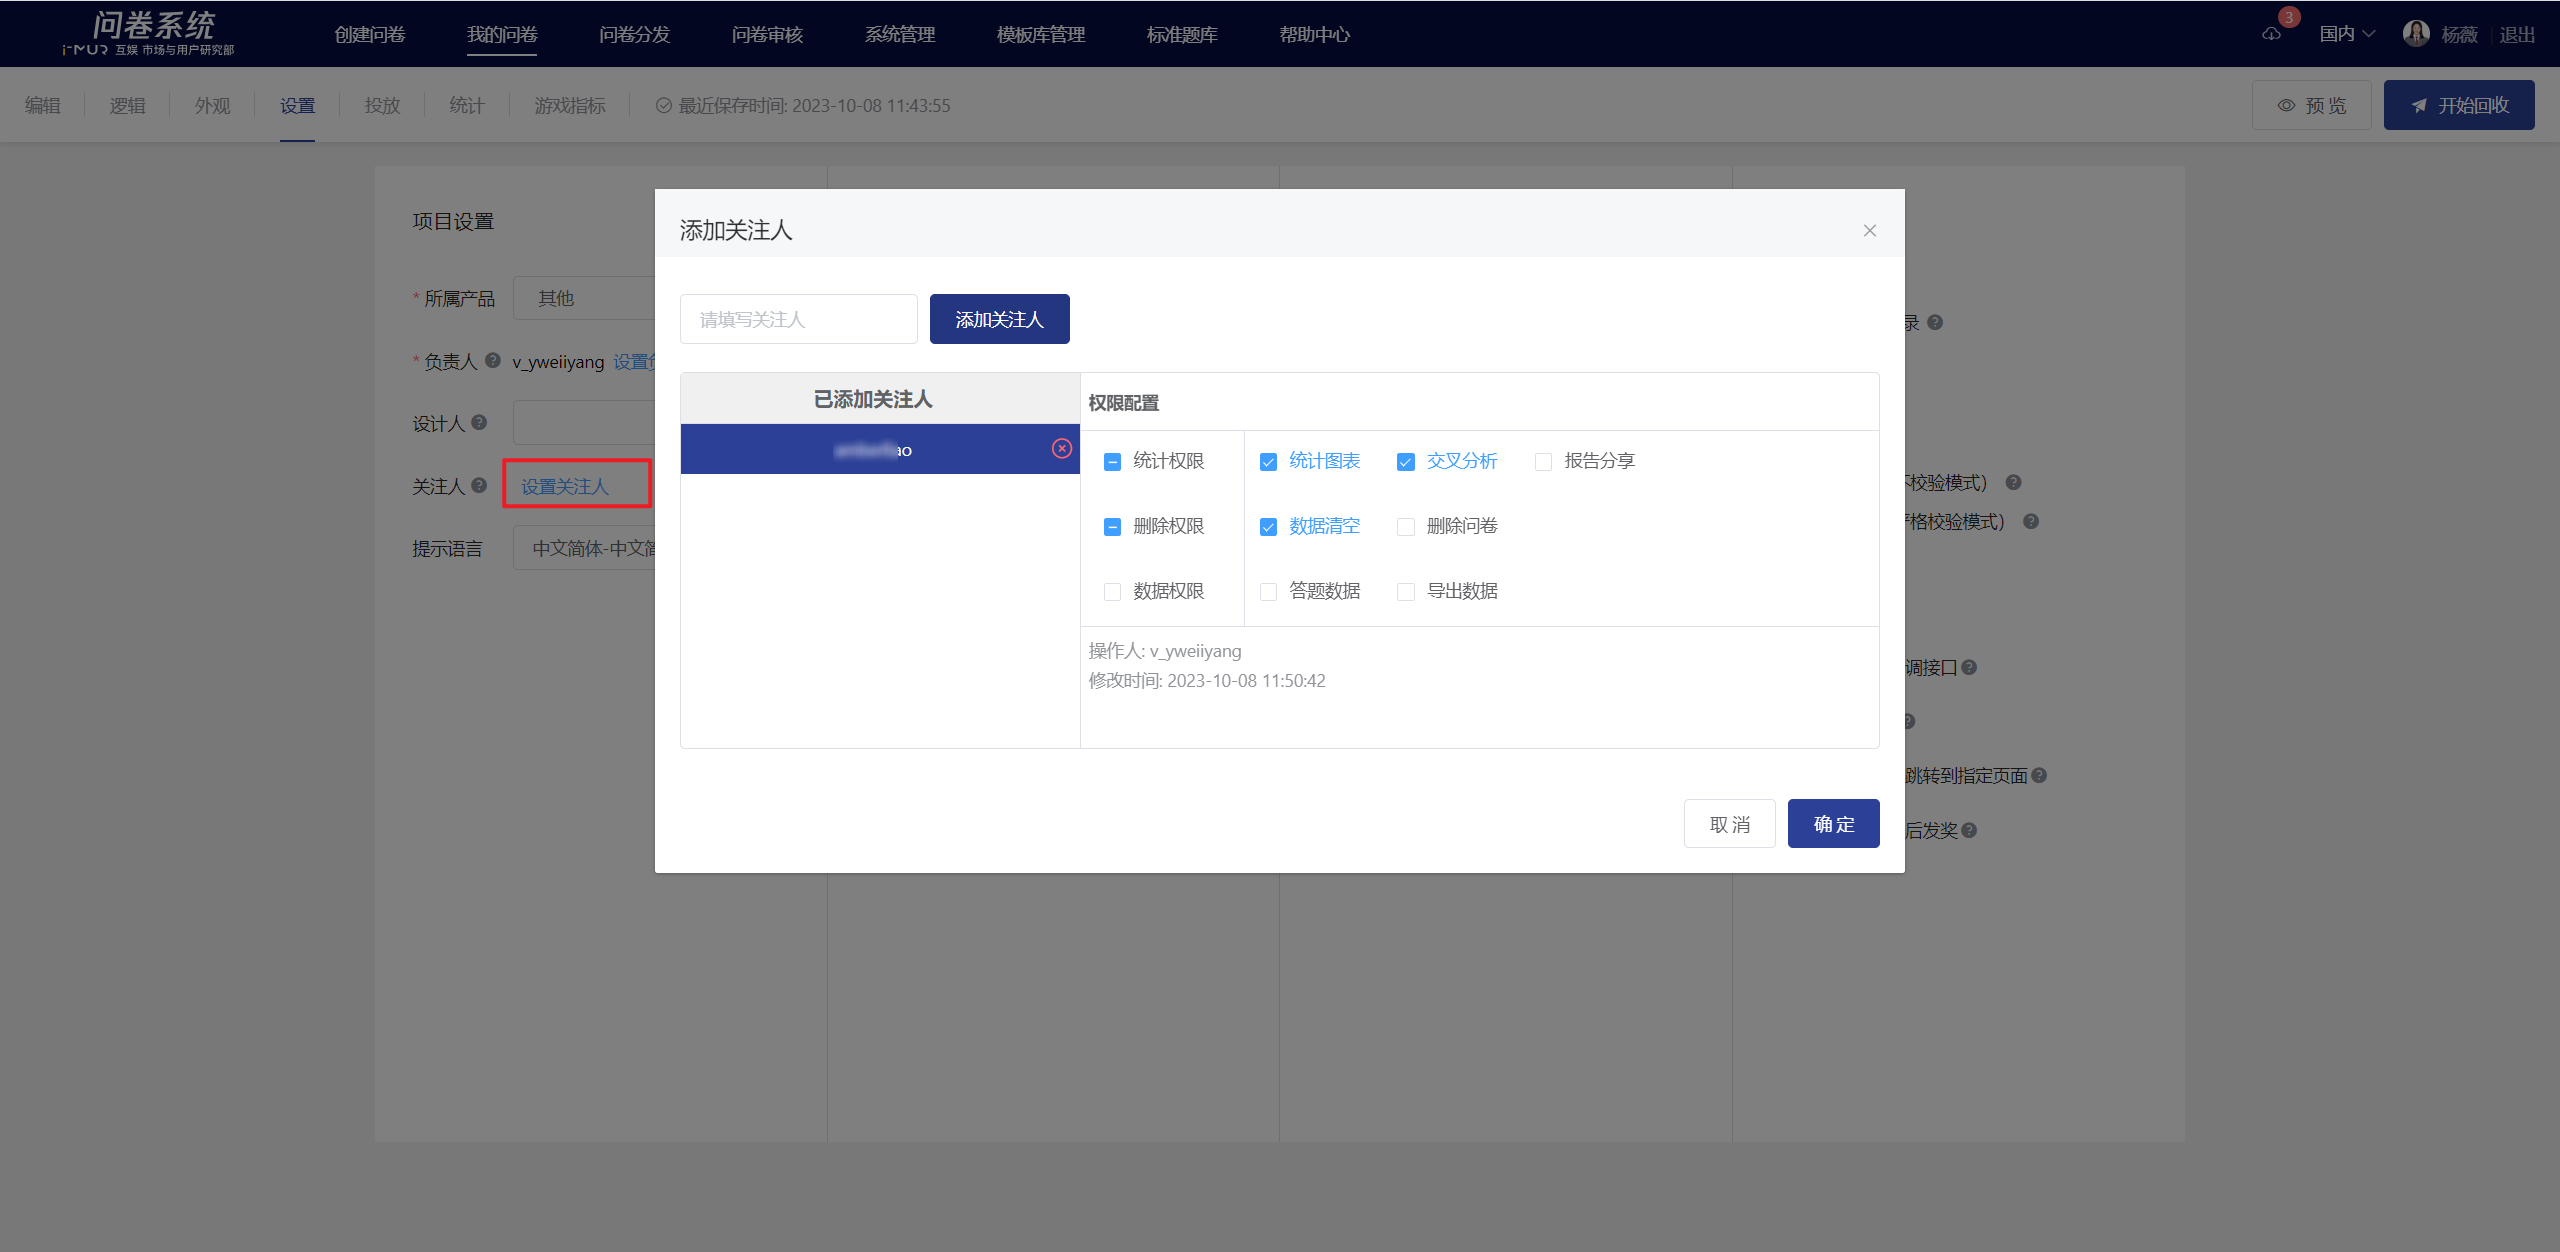 问卷系统
i-MUR 互娱 市场与用户研究部
创建问卷 我的问卷 问卷分发 问卷审核 系统管理 模板库管理 标准题库 帮助中心
3
国内 杨薇 退出
编辑 逻辑 外观 设置 投放 统计 游戏指标 最近保存时间: 2023-10-08 11:43:55
预 览 开始回收
项目设置
* 所属产品 其他
* 负责人 v_yweiiyang 设置
设计人
关注人 设置关注人
提示语言 中文简体-中文简
添加关注人
请填写关注人 添加关注人
已添加关注人
ao
权限配置
统计权限 统计图表 交叉分析 报告分享
删除权限 数据清空 删除问卷
数据权限 答题数据 导出数据
操作人: v_yweiiyang
修改时间: 2023-10-08 11:50:42
取 消 确 定
录
校验模式）
格校验模式）
调接口
跳转到指定页面
后发奖